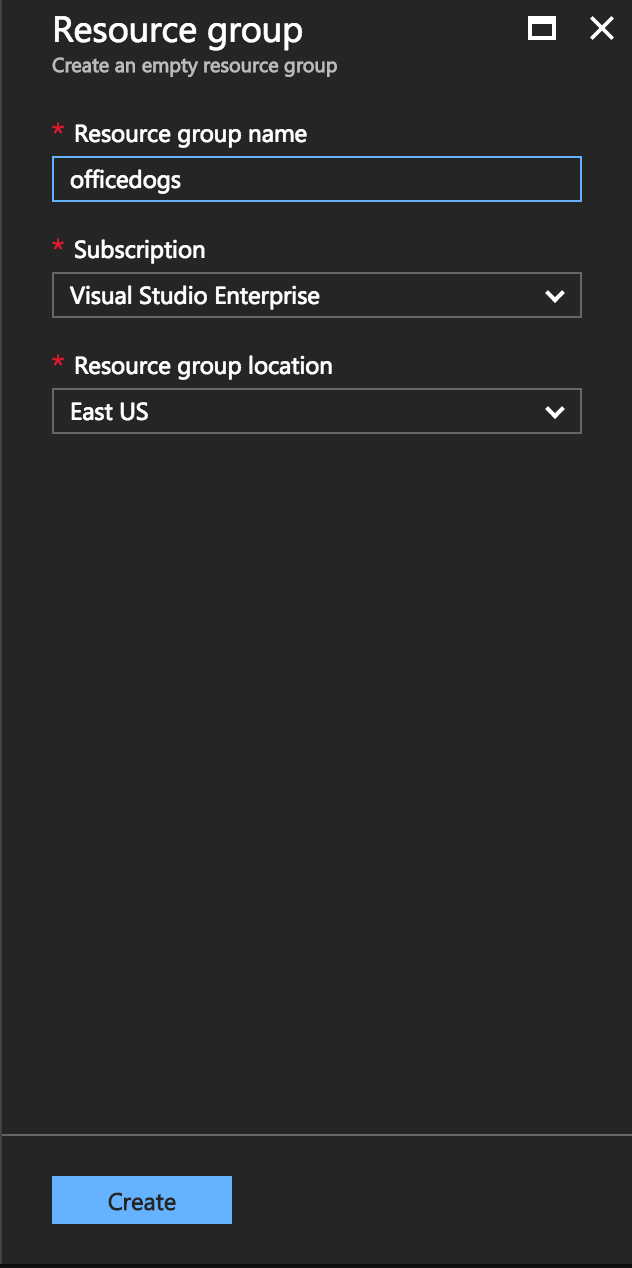 Resource group
Create an empty resource group
* Resource group name
officedogs
* Subscription
Visual Studio Enterprise
* Resource group location
East US
Create